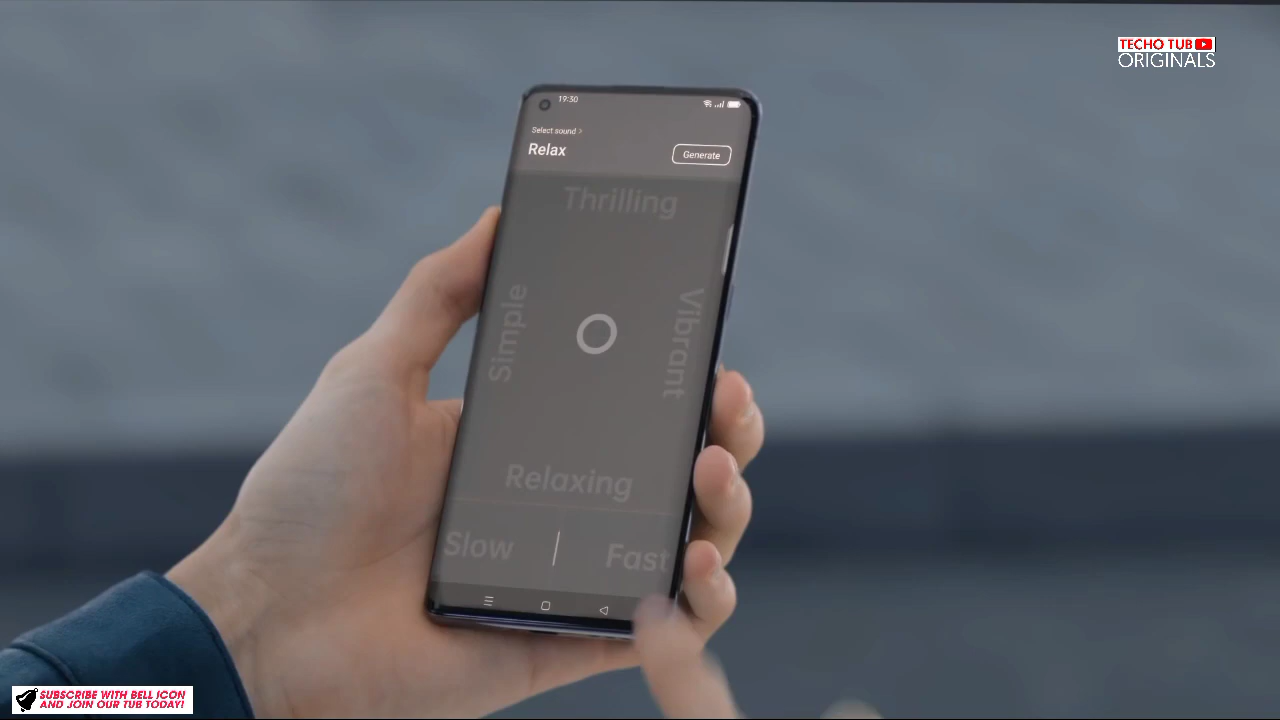 TECHO TUB
ORIGINALS
19:30
Select sound >
Relax
Generate
Thrilling
Simple
Vibrant
Relaxing
Slow
Fast
SUBSCRIBE WITH BELL ICON
AND JOIN OUR TUB TODAY!